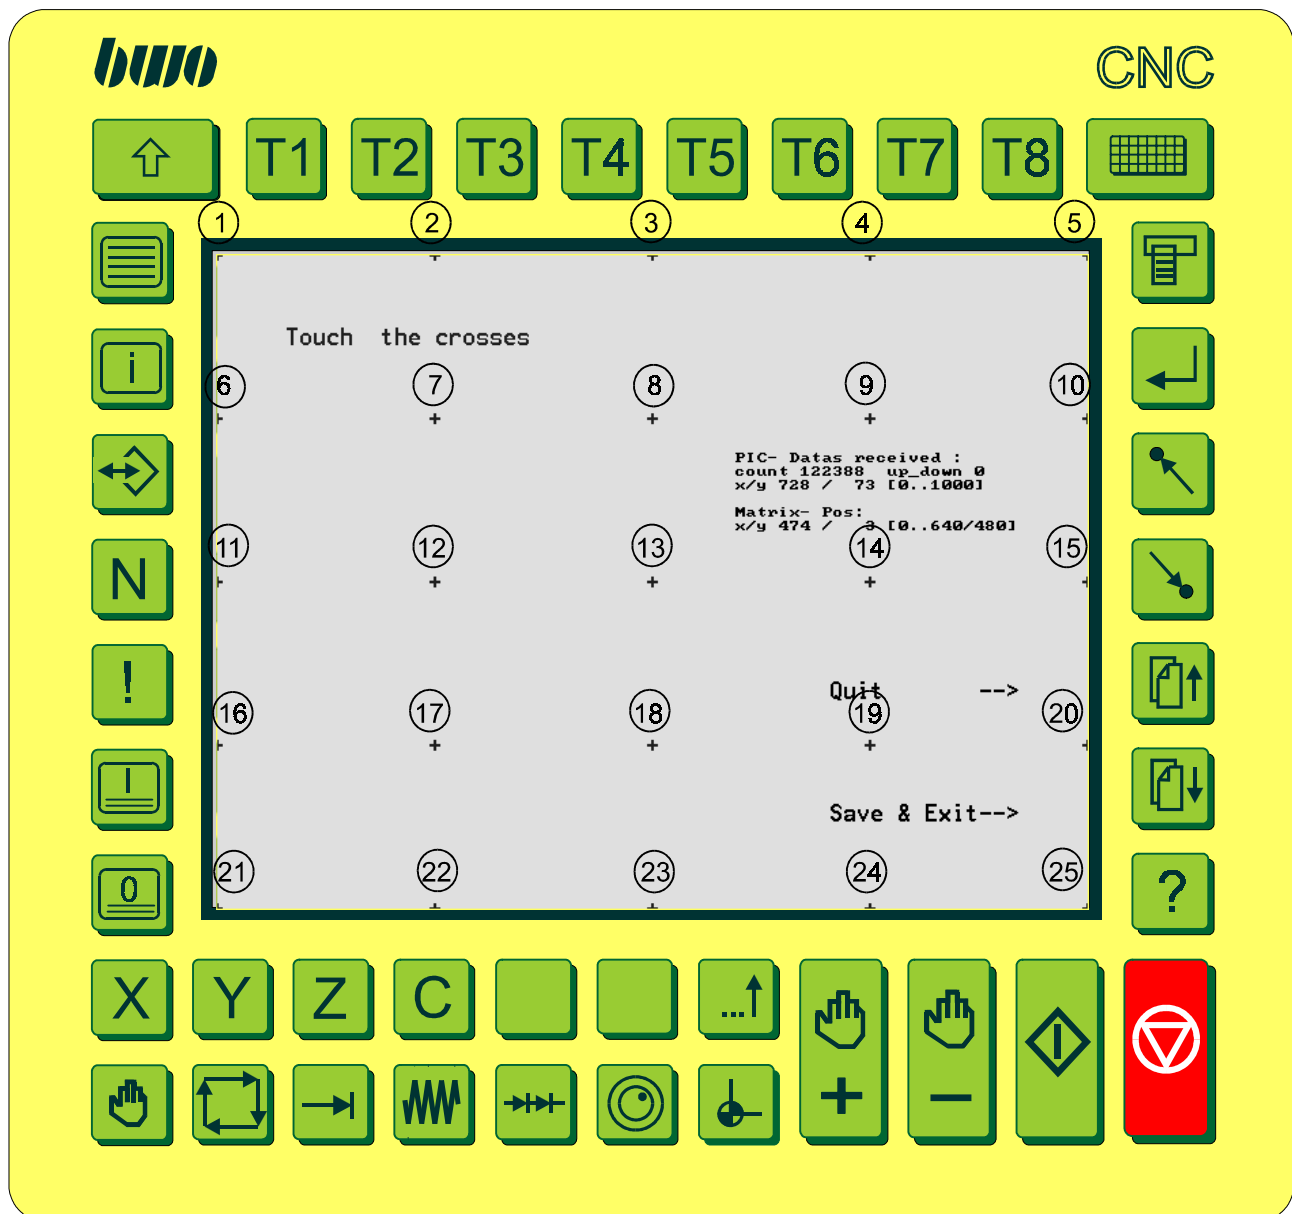 bwo CNC
T1 T2 T3 T4 T5 T6 T7 T8
1 2 3 4 5
Touch the crosses
i
6 7 8 9 10
PIC- Datas received :
count 122388 up_down 0
x/y 728 / 73 [0..1000]
Matrix- Pos:
x/y 474 / 3 [0..640/480]
11 12 13 14 15
N
!
Quit -->
16 17 18 19 20
I
Save & Exit-->
21 22 23 24 25
0 ?
X Y Z C ...
+ −